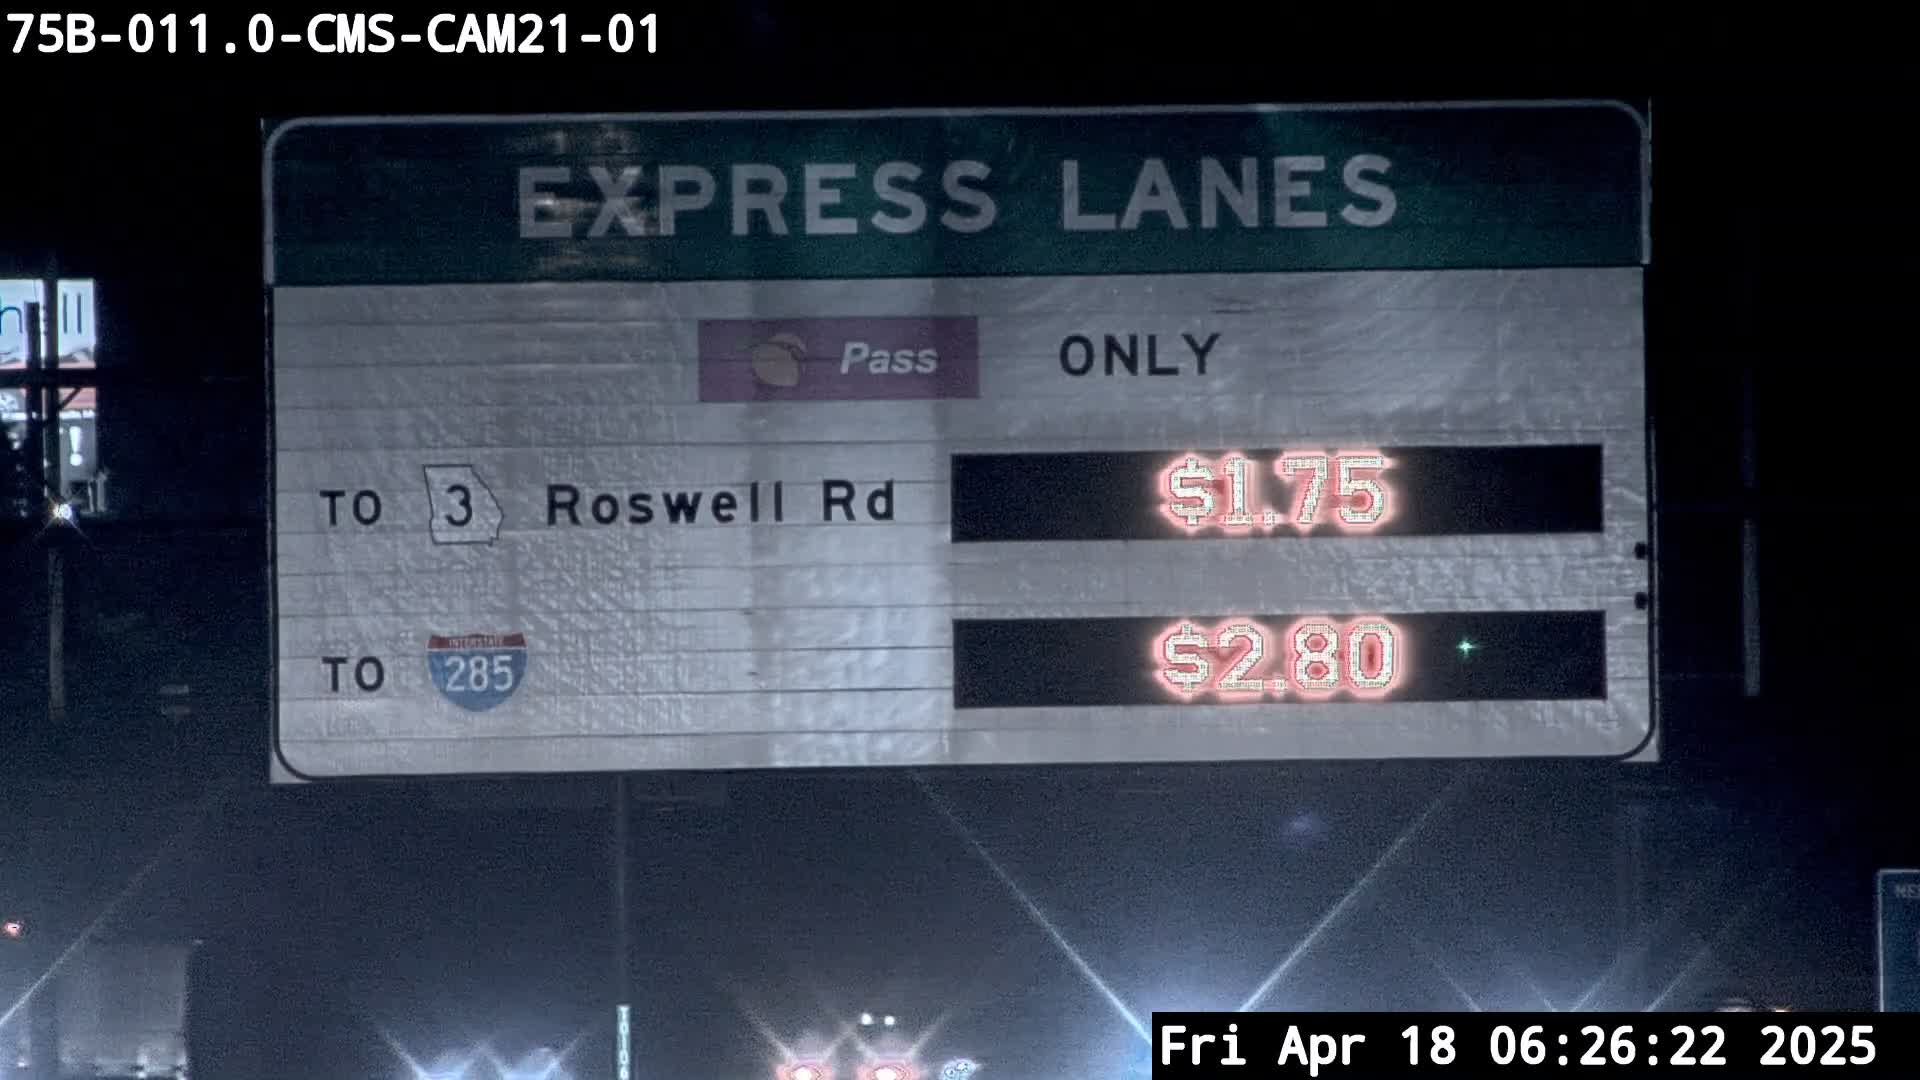 75B-011.0-CMS-CAM21-01
EXPRESS LANES
Pass ONLY
TO 3 Roswell Rd $1.75
TO INTERSTATE 285 $2.80
Fri Apr 18 06:26:22 2025